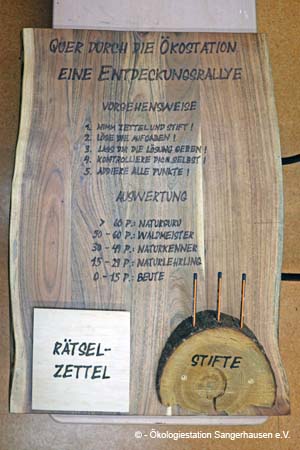 QUER DURCH DIE ÖKOSTATION
EINE ENTDECKUNGSRALLYE
VORGEHENSWEISE
1. NIMM ZETTEL UND STIFT!
2. LÖSE DIE AUFGABEN!
3. LASS DIR DIE LÖSUNG GEBEN!
4. KONTROLLIERE DICH SELBST!
5. ADDIERE ALLE PUNKTE!
AUSWERTUNG
> 60 P.: NATURGURU
50 - 60 P.: WALDMEISTER
30 - 49 P.: NATURKENNER
15 - 29 P.: NATURLEHRLING
0 - 15 P.: BEUTE
RÄTSEL-
ZETTEL
STIFTE
© - Ökologiestation Sangerhausen e.V.